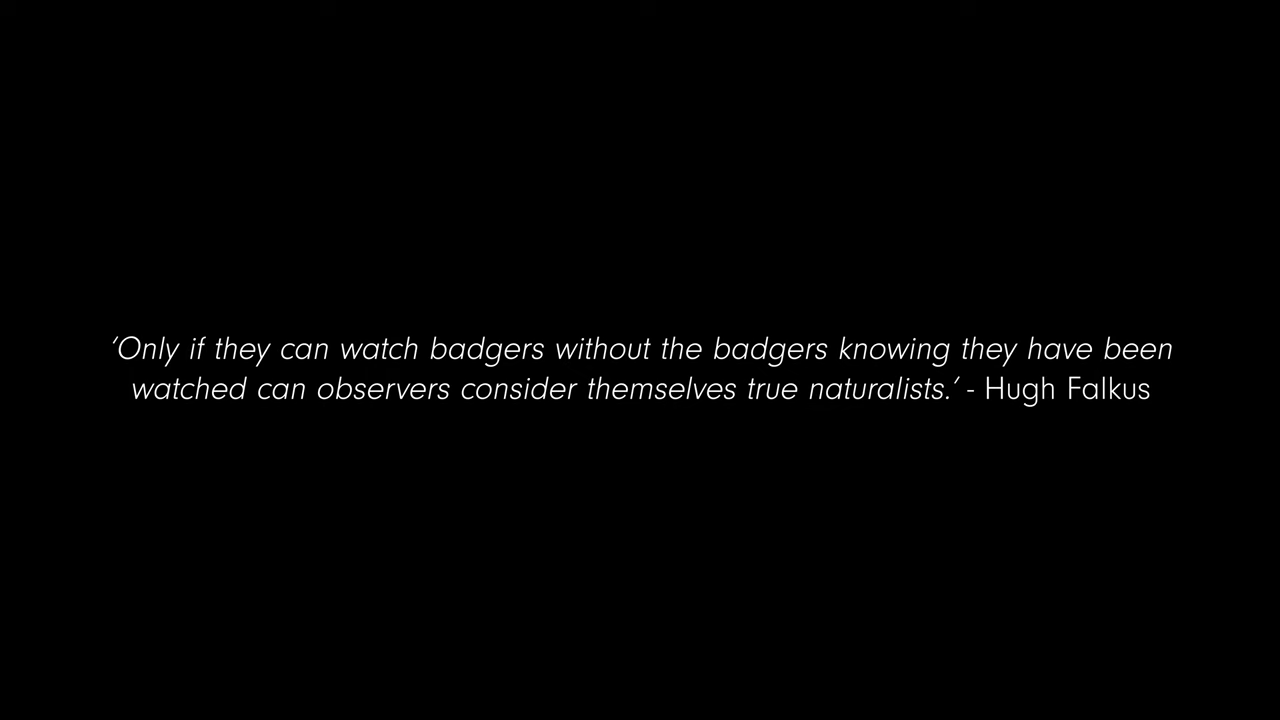 ‘Only if they can watch badgers without the badgers knowing they have been
watched can observers consider themselves true naturalists.’ - Hugh Falkus